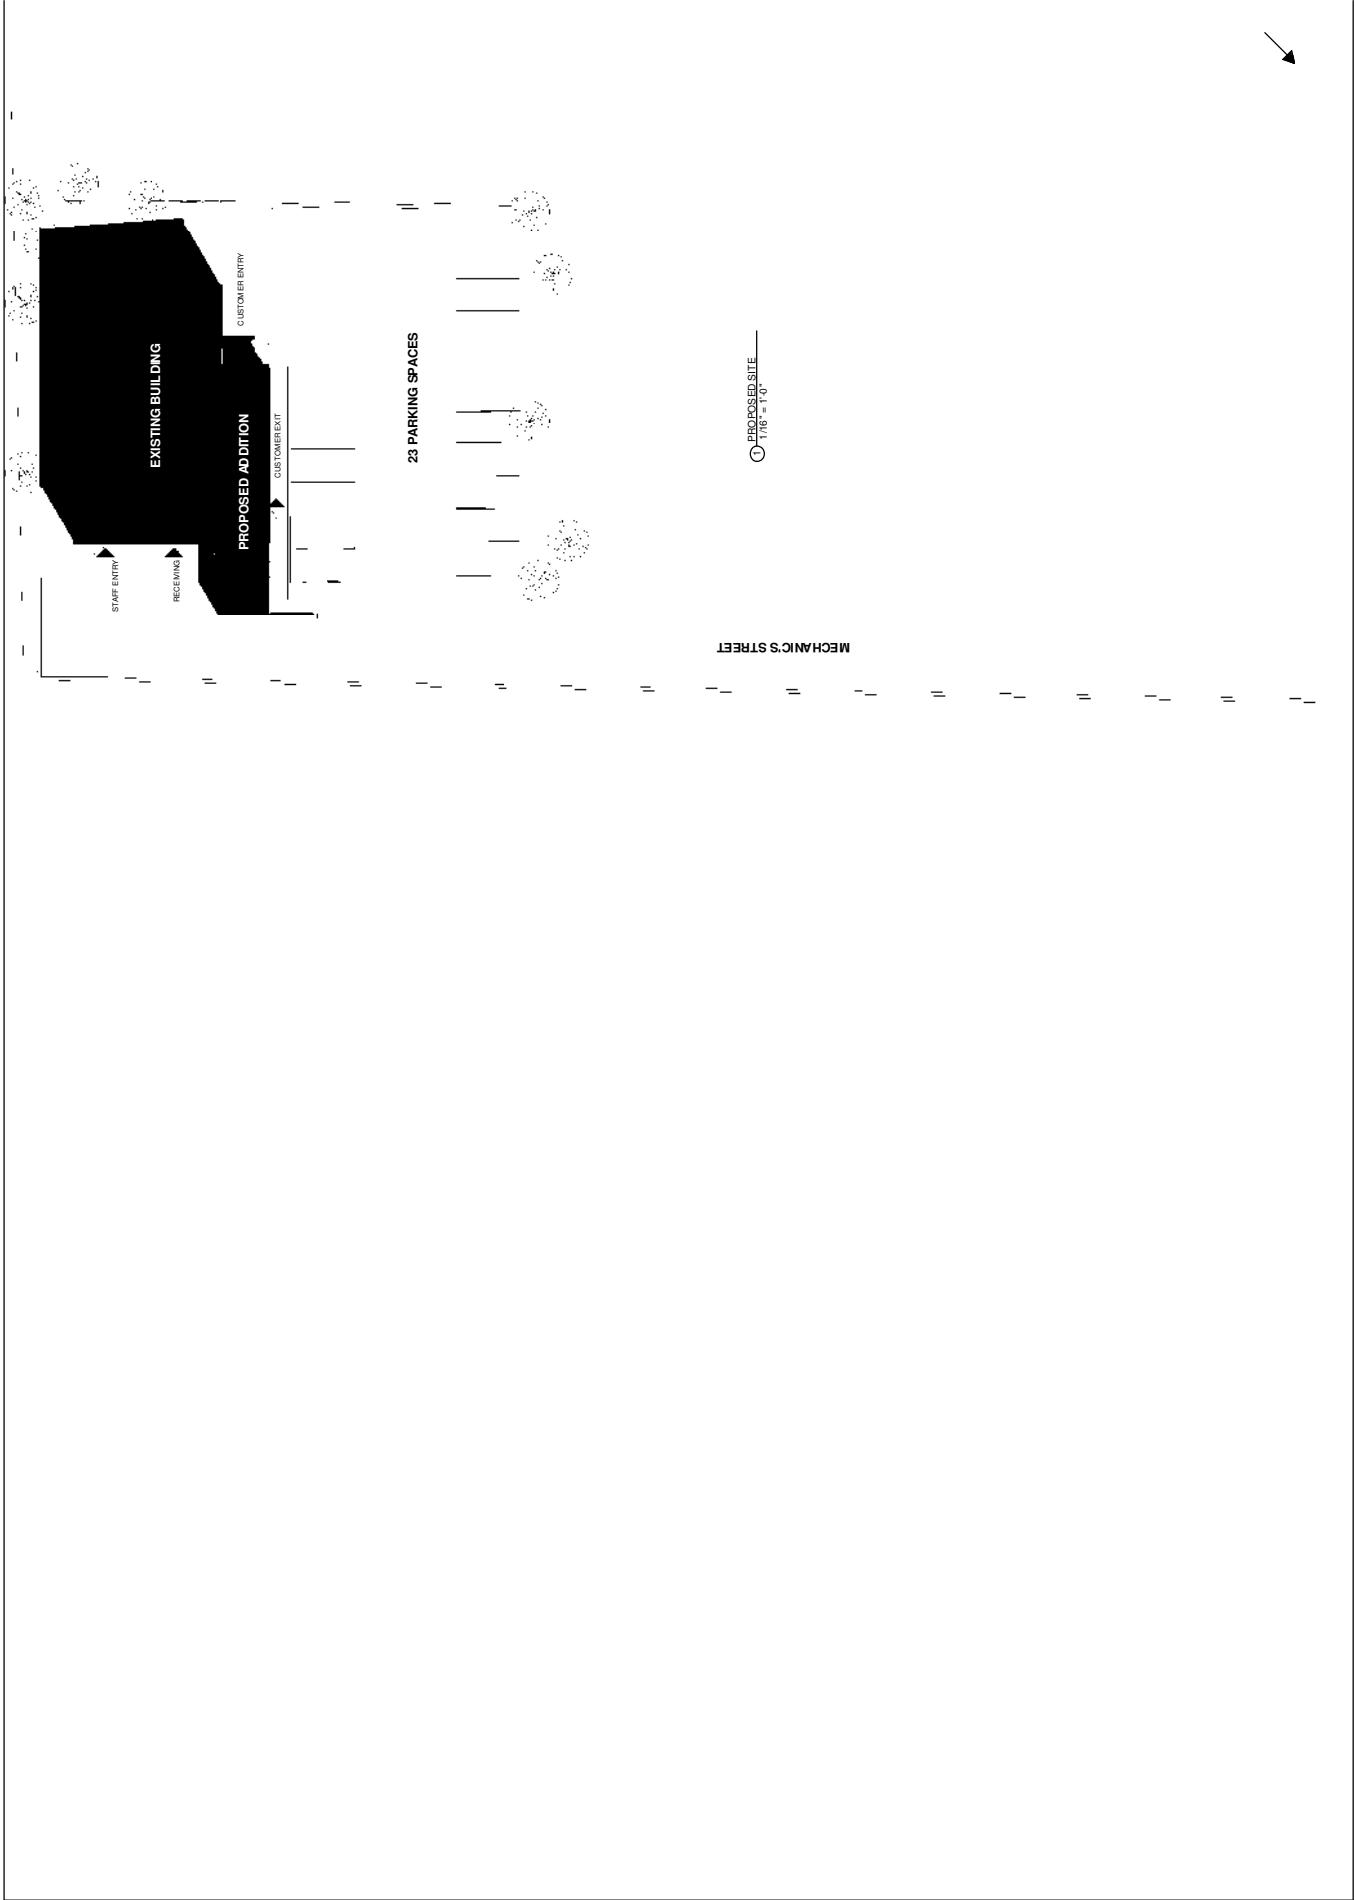 EXISTING BUILDING
PROPOSED ADDITION
CUSTOMER ENTRY
CUSTOMER EXIT
STAFF ENTRY
RECEIVING
23 PARKING SPACES
1
PROPOSED SITE
1/16" = 1'-0"
MECHANIC'S STREET